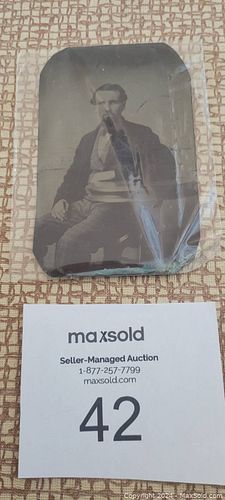 maxsold
Seller-Managed Auction
1-877-257-7799
maxsold.com
42
Copyright 2024 - MaxSold.com